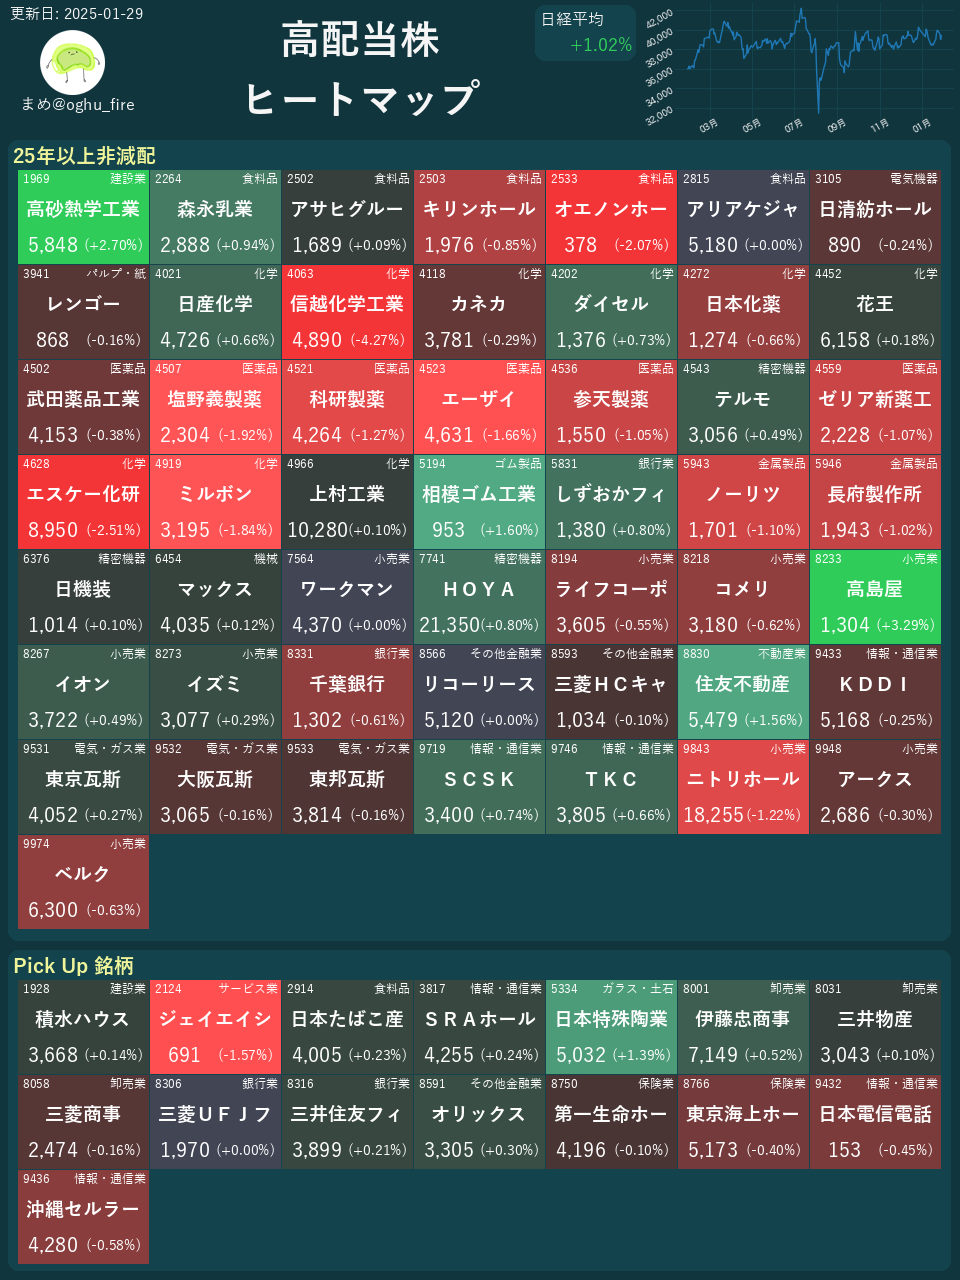 更新日: 2025-01-29
まめ@oghu_fire
高配当株
ヒートマップ
日経平均
+1.02%
42,000
40,000
38,000
36,000
34,000
32,000
03月 05月 07月 09月 11月 01月
25年以上非減配
1969 建設業 2264 食料品 2502 食料品 2503 食料品 2533 食料品 2815 食料品 3105 電気機器
高砂熱学工業 森永乳業 アサヒグルー キリンホール オエノンホー アリアケジャ 日清紡ホール
5,848 (+2.70%) 2,888 (+0.94%) 1,689 (+0.09%) 1,976 (-0.85%) 378 (-2.07%) 5,180 (+0.00%) 890 (-0.24%)
3941 パルプ・紙 4021 化学 4063 化学 4118 化学 4202 化学 4272 化学 4452 化学
レンゴー 日産化学 信越化学工業 カネカ ダイセル 日本化薬 花王
868 (-0.16%) 4,726 (+0.66%) 4,890 (-4.27%) 3,781 (-0.29%) 1,376 (+0.73%) 1,274 (-0.66%) 6,158 (+0.18%)
4502 医薬品 4507 医薬品 4521 医薬品 4523 医薬品 4536 医薬品 4543 精密機器 4559 医薬品
武田薬品工業 塩野義製薬 科研製薬 エーザイ 参天製薬 テルモ ゼリア新薬工
4,153 (-0.38%) 2,304 (-1.92%) 4,264 (-1.27%) 4,631 (-1.66%) 1,550 (-1.05%) 3,056 (+0.49%) 2,228 (-1.07%)
4628 化学 4919 化学 4966 化学 5194 ゴム製品 5831 銀行業 5943 金属製品 5946 金属製品
エスケー化研 ミルボン 上村工業 相模ゴム工業 しずおかフィ ノーリツ 長府製作所
8,950 (-2.51%) 3,195 (-1.84%) 10,280 (+0.10%) 953 (+1.60%) 1,380 (+0.80%) 1,701 (-1.10%) 1,943 (-1.02%)
6376 精密機器 6454 機械 7564 小売業 7741 精密機器 8194 小売業 8218 小売業 8233 小売業
日機装 マックス ワークマン ＨＯＹＡ ライフコーポ コメリ 高島屋
1,014 (+0.10%) 4,035 (+0.12%) 4,370 (+0.00%) 21,350 (+0.80%) 3,605 (-0.55%) 3,180 (-0.62%) 1,304 (+3.29%)
8267 小売業 8273 小売業 8331 銀行業 8566 その他金融業 8593 その他金融業 8830 不動産業 9433 情報・通信業
イオン イズミ 千葉銀行 リコーリース 三菱ＨＣキャ 住友不動産 ＫＤＤＩ
3,722 (+0.49%) 3,077 (+0.29%) 1,302 (-0.61%) 5,120 (+0.00%) 1,034 (-0.10%) 5,479 (+1.56%) 5,168 (-0.25%)
9531 電気・ガス業 9532 電気・ガス業 9533 電気・ガス業 9719 情報・通信業 9746 情報・通信業 9843 小売業 9948 小売業
東京瓦斯 大阪瓦斯 東邦瓦斯 ＳＣＳＫ ＴＫＣ ニトリホール アークス
4,052 (+0.27%) 3,065 (-0.16%) 3,814 (-0.16%) 3,400 (+0.74%) 3,805 (+0.66%) 18,255 (-1.22%) 2,686 (-0.30%)
9974 小売業
ベルク
6,300 (-0.63%)
Pick Up 銘柄
1928 建設業 2124 サービス業 2914 食料品 3817 情報・通信業 5334 ガラス・土石 8001 卸売業 8031 卸売業
積水ハウス ジェイエイシ 日本たばこ産 ＳＲＡホール 日本特殊陶業 伊藤忠商事 三井物産
3,668 (+0.14%) 691 (-1.57%) 4,005 (+0.23%) 4,255 (+0.24%) 5,032 (+1.39%) 7,149 (+0.52%) 3,043 (+0.10%)
8058 卸売業 8306 銀行業 8316 銀行業 8591 その他金融業 8750 保険業 8766 保険業 9432 情報・通信業
三菱商事 三菱ＵＦＪフ 三井住友フィ オリックス 第一生命ホー 東京海上ホー 日本電信電話
2,474 (-0.16%) 1,970 (+0.00%) 3,899 (+0.21%) 3,305 (+0.30%) 4,196 (-0.10%) 5,173 (-0.40%) 153 (-0.45%)
9436 情報・通信業
沖縄セルラー
4,280 (-0.58%)